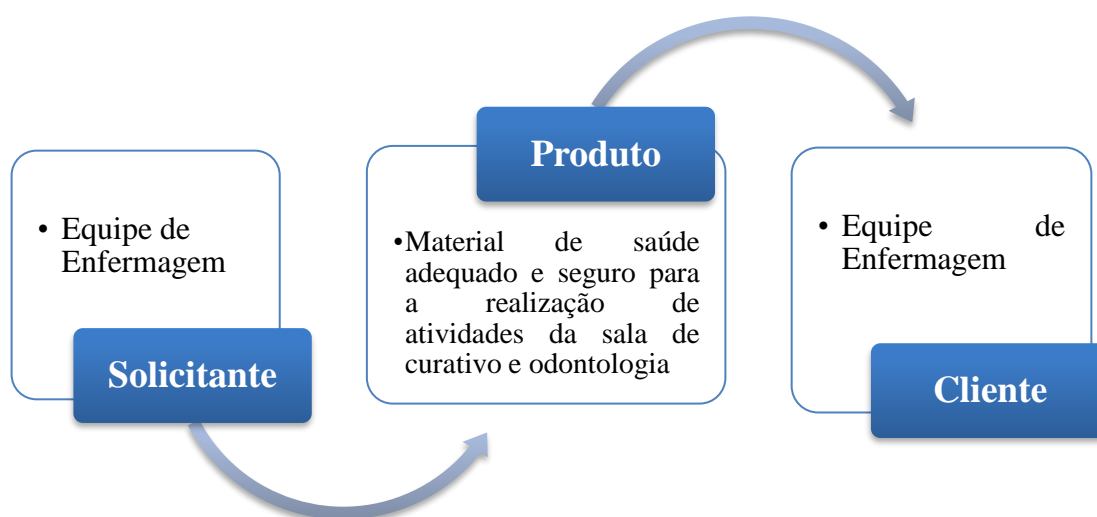 • Equipe de
Enfermagem
Solicitante
Produto
•Material de saúde
adequado e seguro para
a realização de
atividades da sala de
curativo e odontologia
• Equipe de
Enfermagem
Cliente